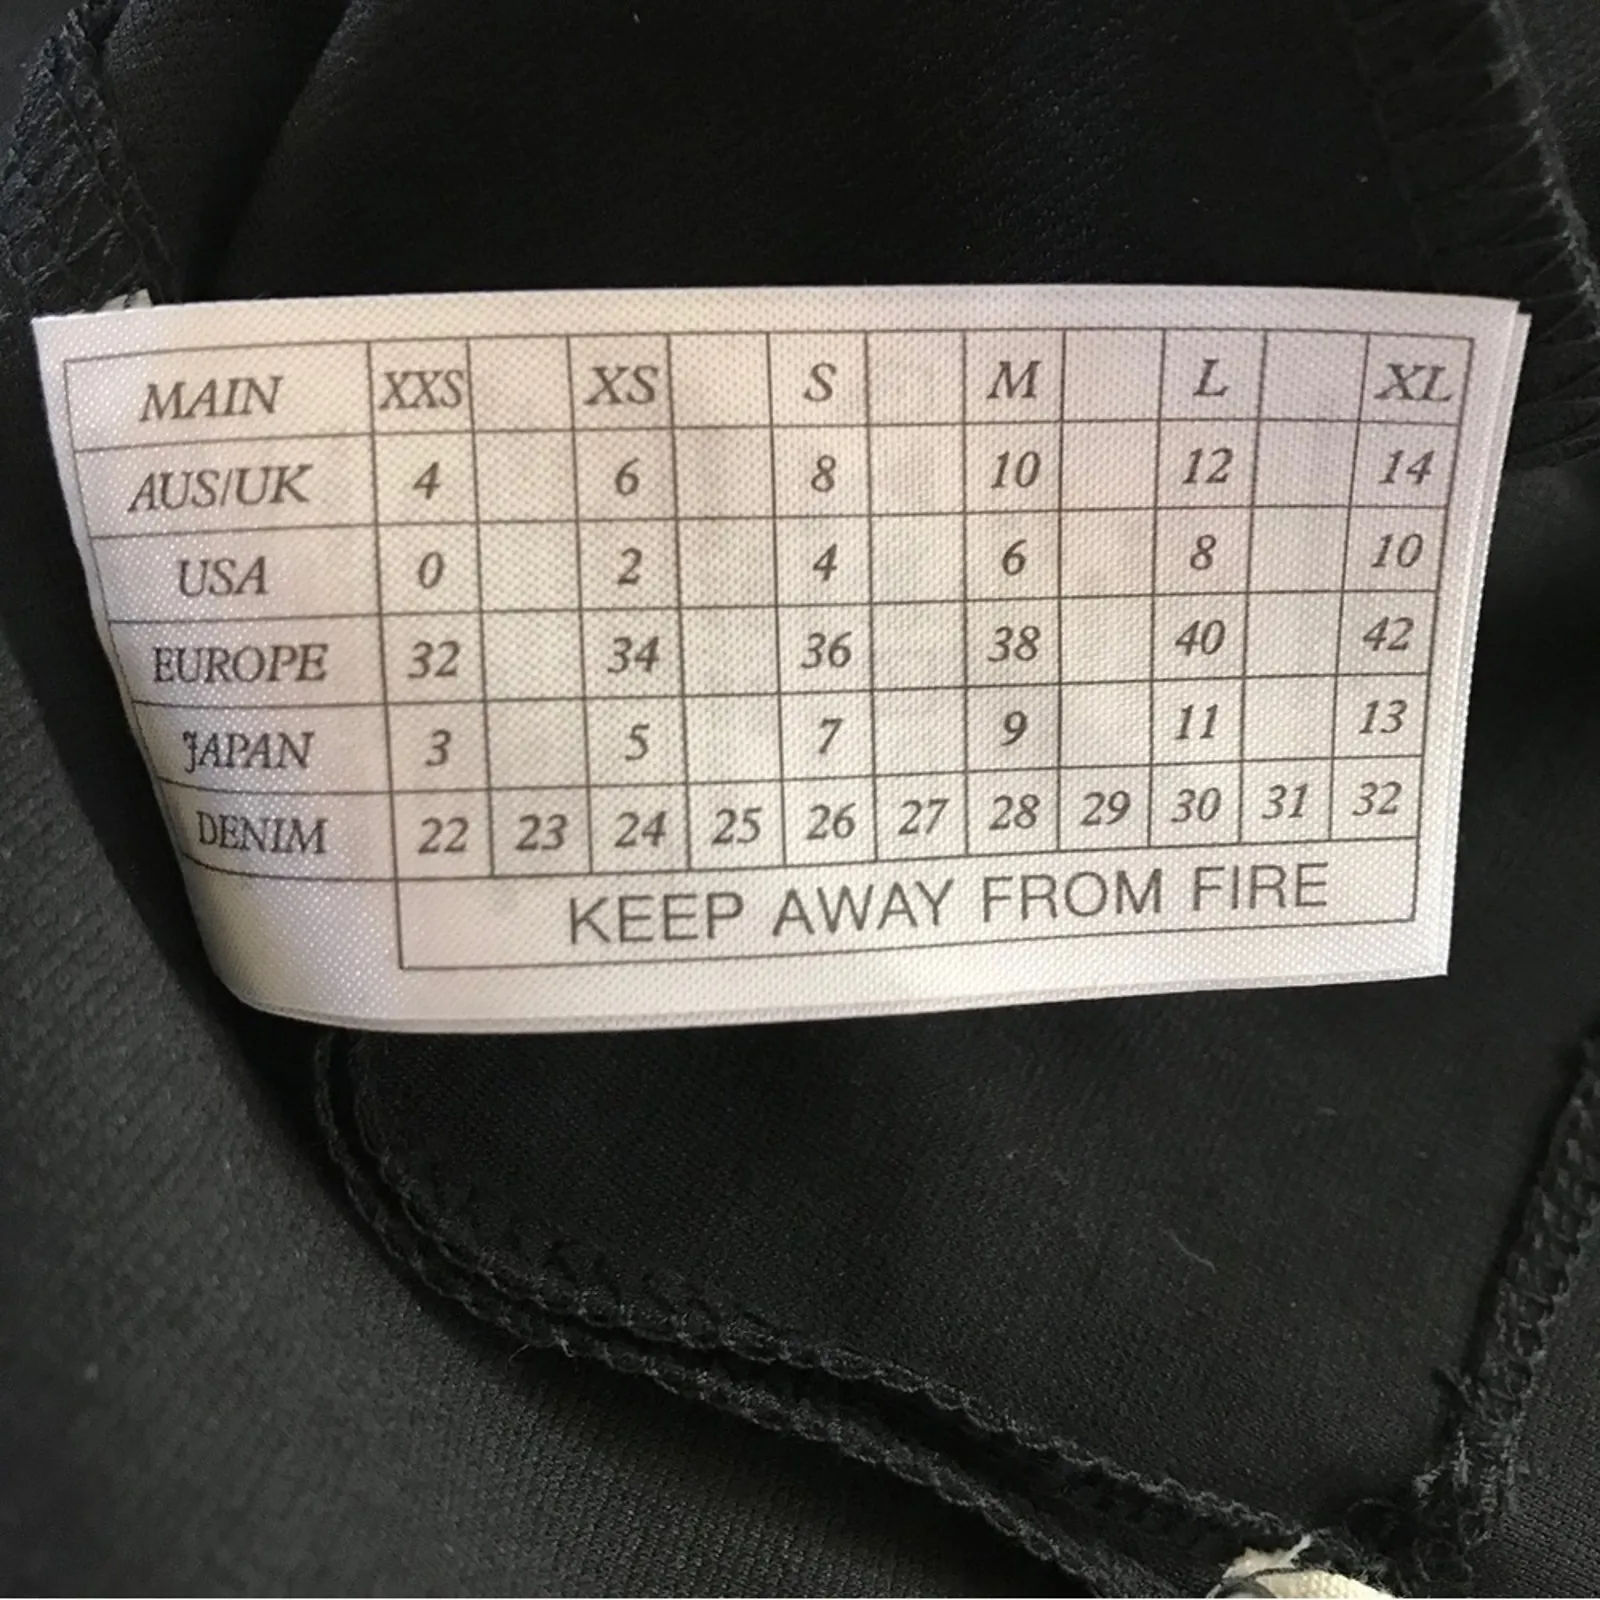 MAIN XXS XS S M L XL
AUS/UK 4 6 8 10 12 14
USA 0 2 4 6 8 10
EUROPE 32 34 36 38 40 42
JAPAN 3 5 7 9 11 13
DENIM 22 23 24 25 26 27 28 29 30 31 32
KEEP AWAY FROM FIRE